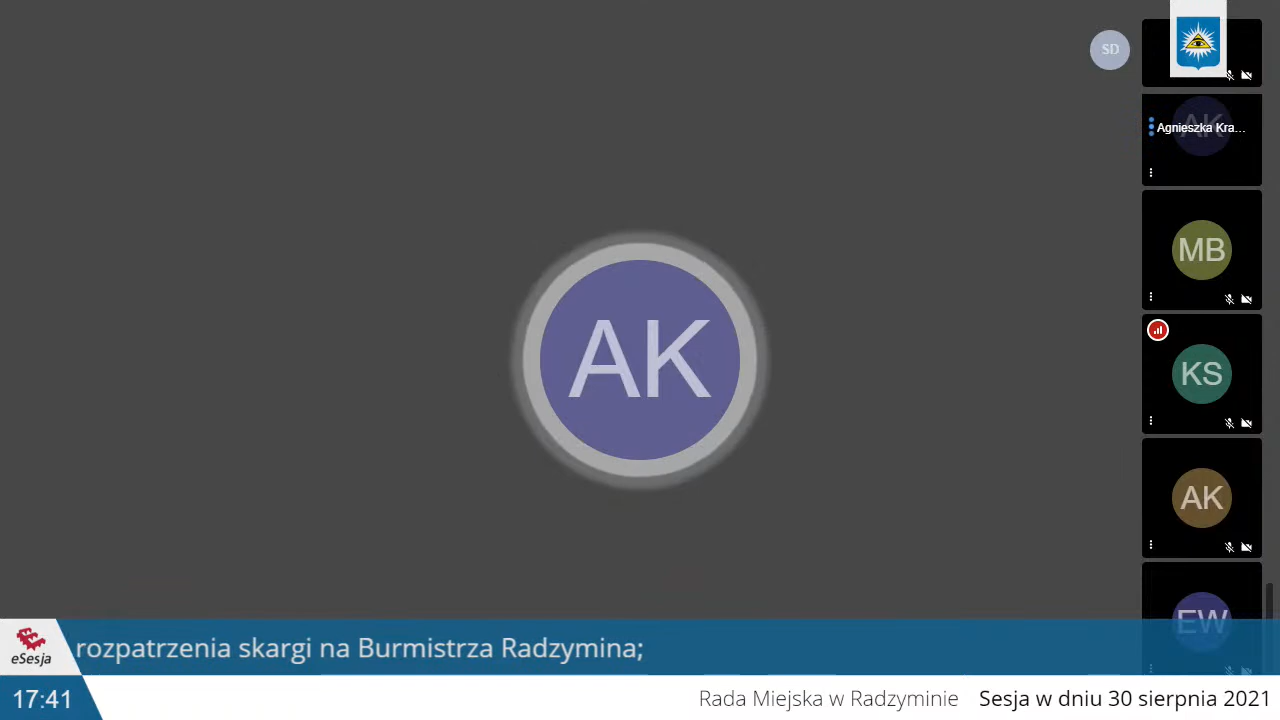 SD
AK
Agnieszka Kra...
MB
KS
AK
EW
AK
eSesja
rozpatrzenia skargi na Burmistrza Radzymina;
17:41
Rada Miejska w Radzyminie
Sesja w dniu 30 sierpnia 2021